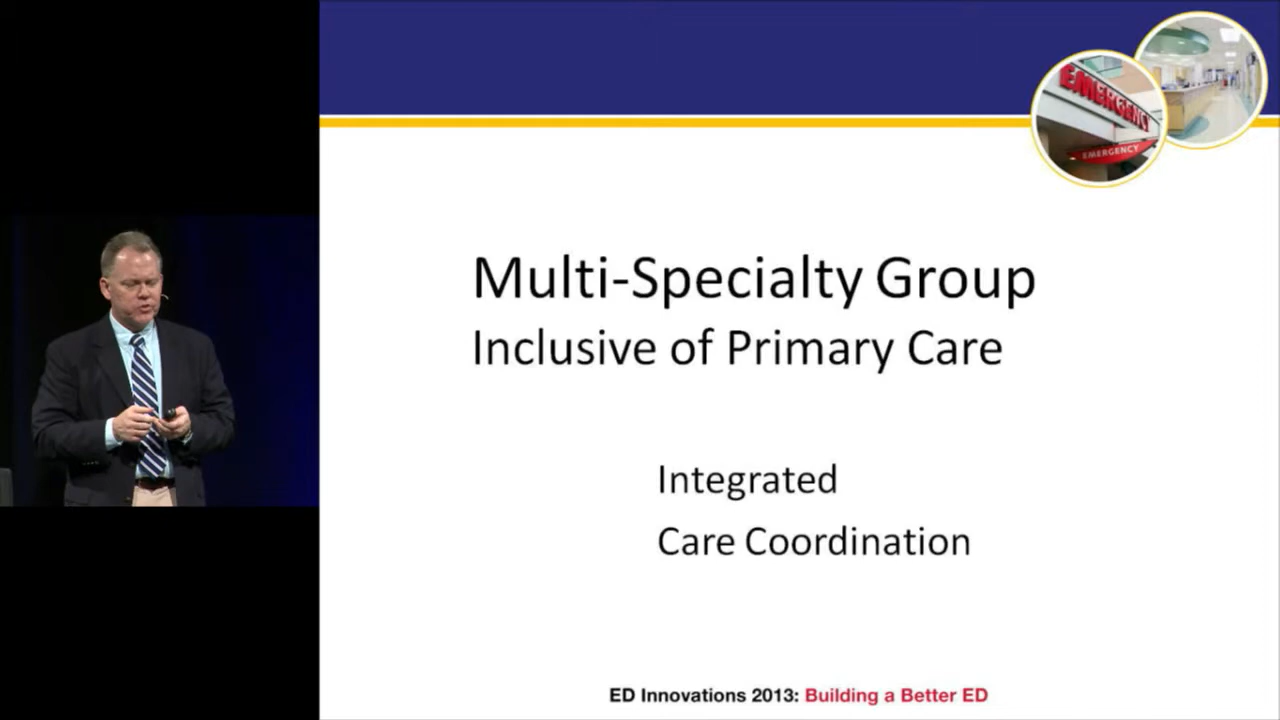 EMERGENCY
EMERGENCY
Multi-Specialty Group
Inclusive of Primary Care
Integrated
Care Coordination
ED Innovations 2013: Building a Better ED